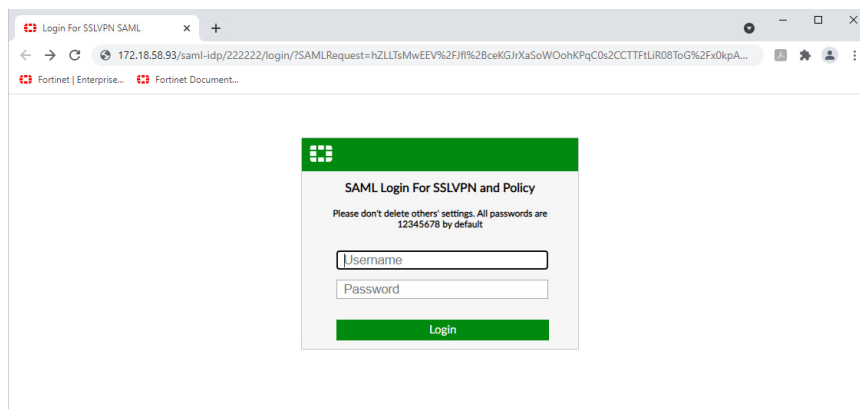 Login For SSLVPN SAML
172.18.58.93/saml-idp/222222/login/?SAMLRequest=hZLLTsMwEEV%2FJfI%2BceKGJrXaSoWOohKPqC0s2CCTTFtLiR08ToG%2Fx0kpA...
Fortinet | Enterprise... Fortinet Document...
SAML Login For SSLVPN and Policy
Please don't delete others' settings. All passwords are
12345678 by default
Username
Password
Login